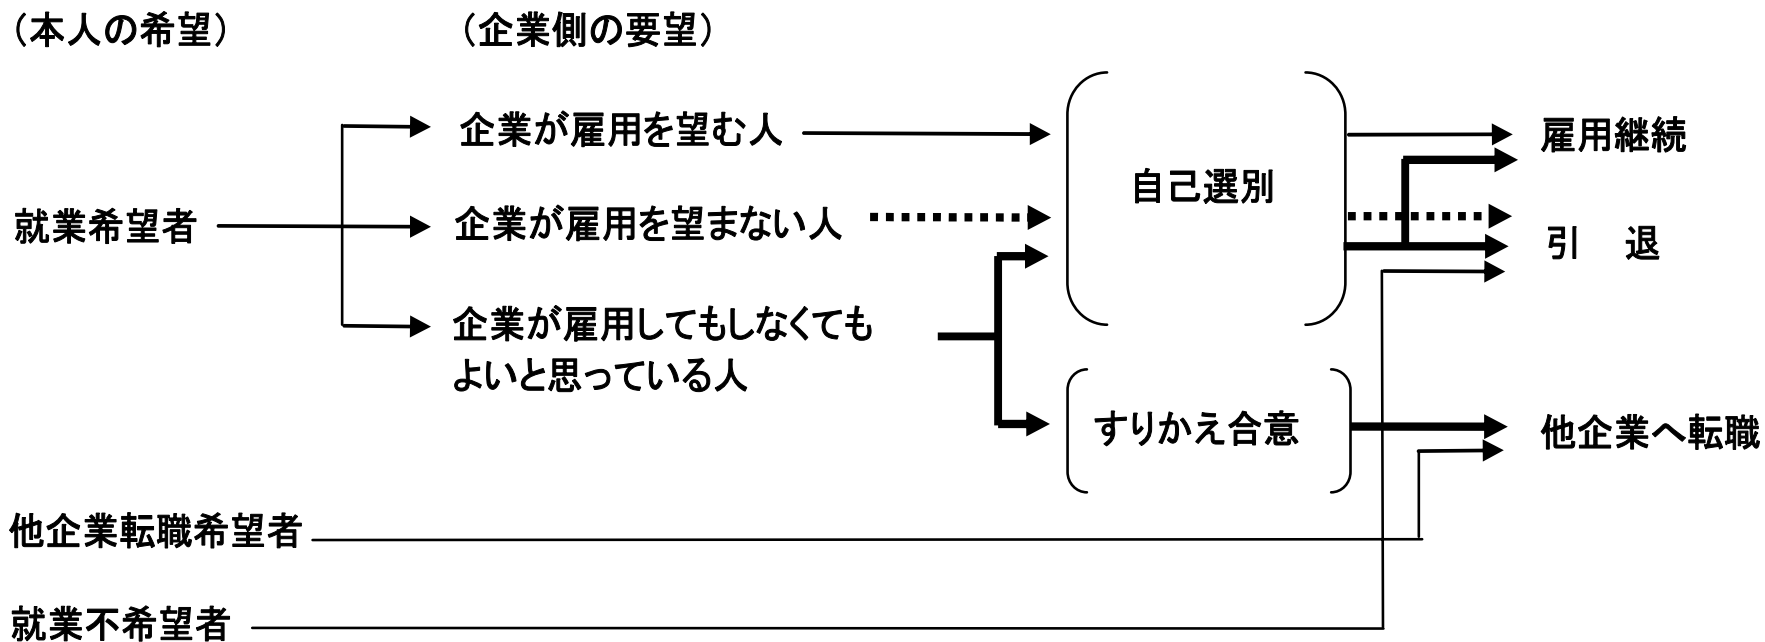 （本人の希望） （企業側の要望）
企業が雇用を望む人
雇用継続
自己選別
就業希望者
企業が雇用を望まない人
引　退
企業が雇用してもしなくても
よいと思っている人
すりかえ合意
他企業へ転職
他企業転職希望者
就業不希望者